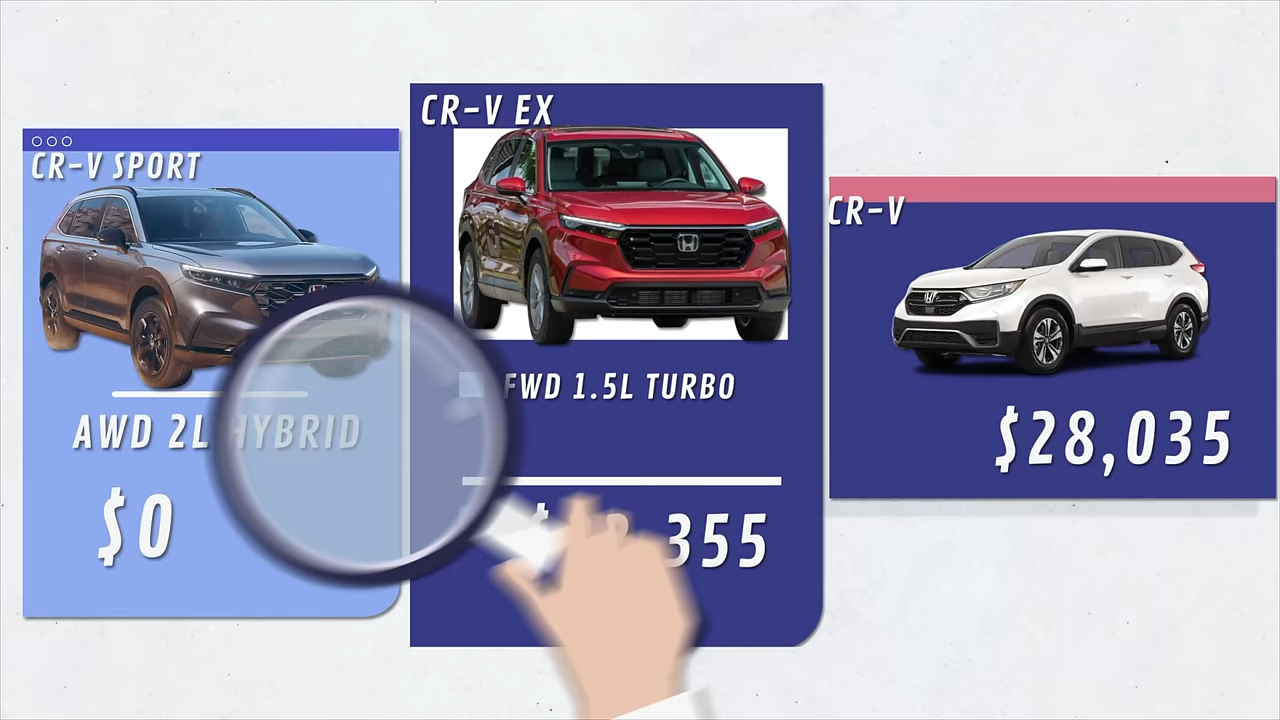 CR-V SPORT
AWD 2L HYBRID
$0
CR-V EX
FWD 1.5L TURBO
355
CR-V
$28,035